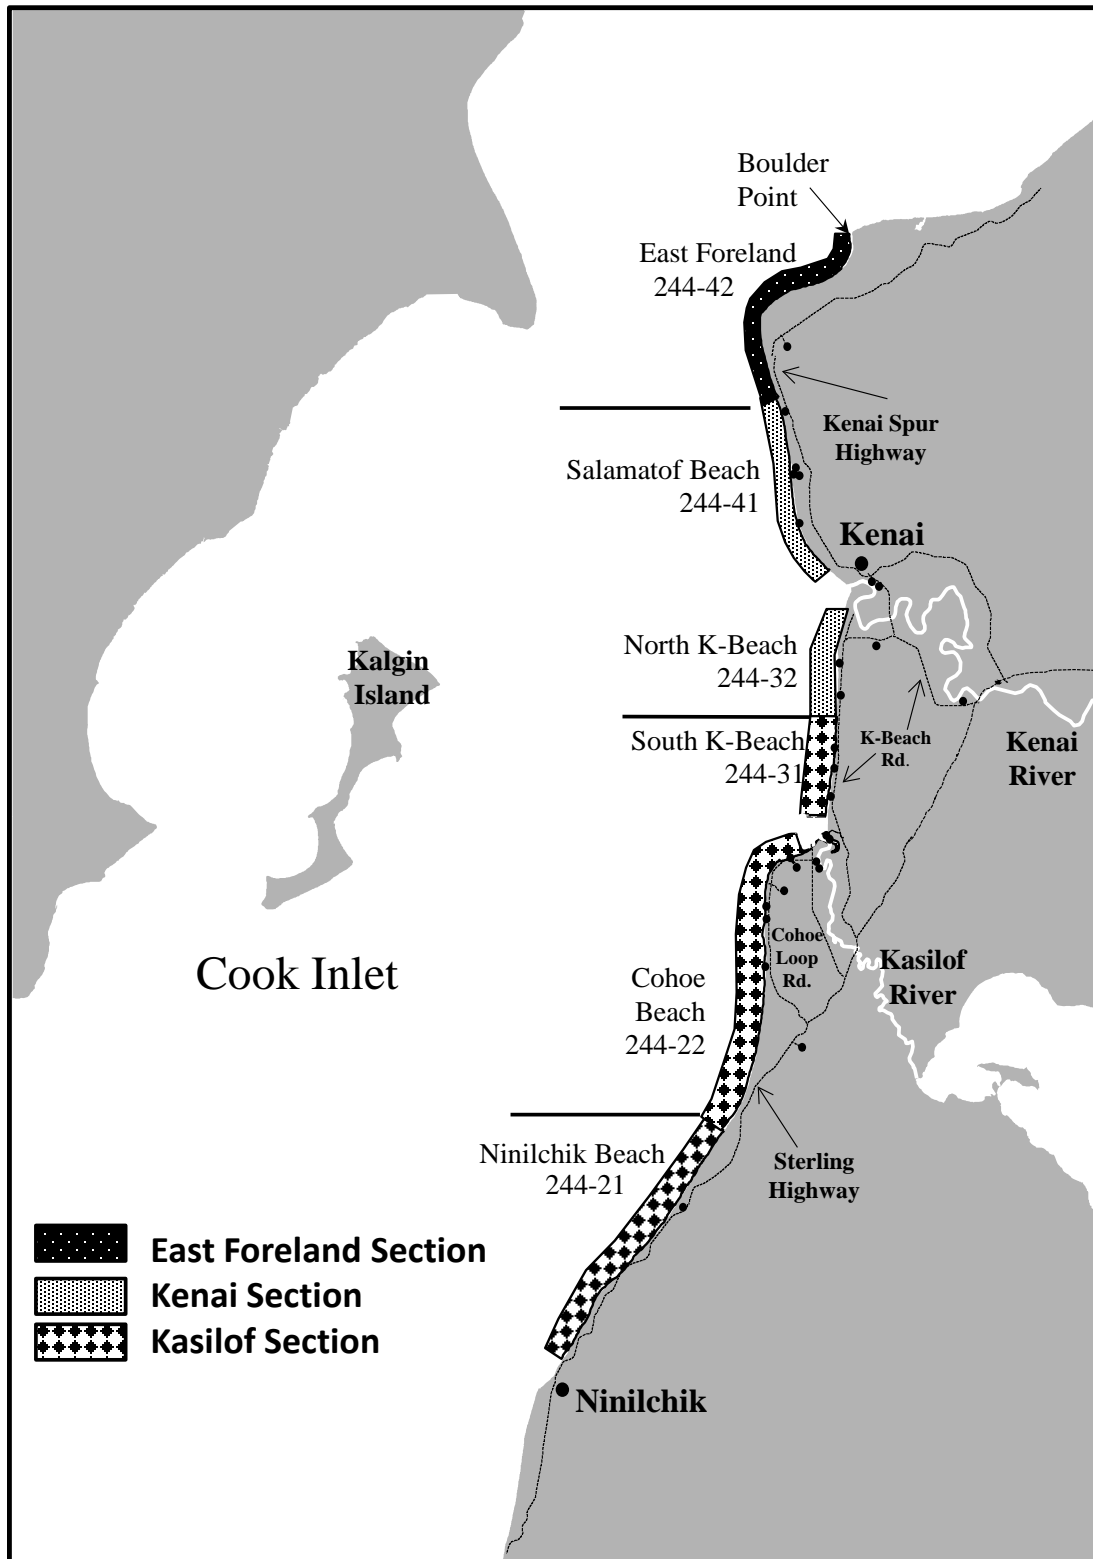 Boulder
Point
East Foreland
244-42
Kenai Spur
Highway
Salamatof Beach
244-41
Kenai
North K-Beach
244-32
Kalgin
Island
South K-Beach
244-31
K-Beach
Rd.
Kenai
River
Cohoe
Loop
Rd.
Kasilof
River
Cook Inlet
Cohoe
Beach
244-22
Ninilchik Beach
244-21
Sterling
Highway
East Foreland Section
Kenai Section
Kasilof Section
Ninilchik